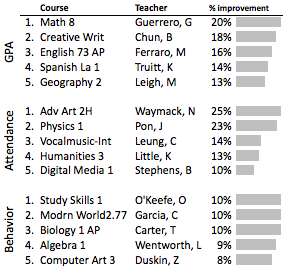 Course Teacher % improvement
GPA
1. Math 8 Guerrero, G 20%
2. Creative Writ Chun, B 18%
3. English 73 AP Ferraro, M 16%
4. Spanish La 1 Truitt, K 14%
5. Geography 2 Leigh, M 13%
Attendance
1. Adv Art 2H Waymack, N 25%
2. Physics 1 Pon, J 23%
3. Vocalmusic-Int Leung, C 14%
4. Humanities 3 Little, K 13%
5. Digital Media 1 Stephens, B 10%
Behavior
1. Study Skills 1 O'Keefe, O 10%
2. Modrn World2.77 Garcia, C 10%
3. Biology 1 AP Carter, T 10%
4. Algebra 1 Wentworth, L 9%
5. Computer Art 3 Duskin, Z 8%